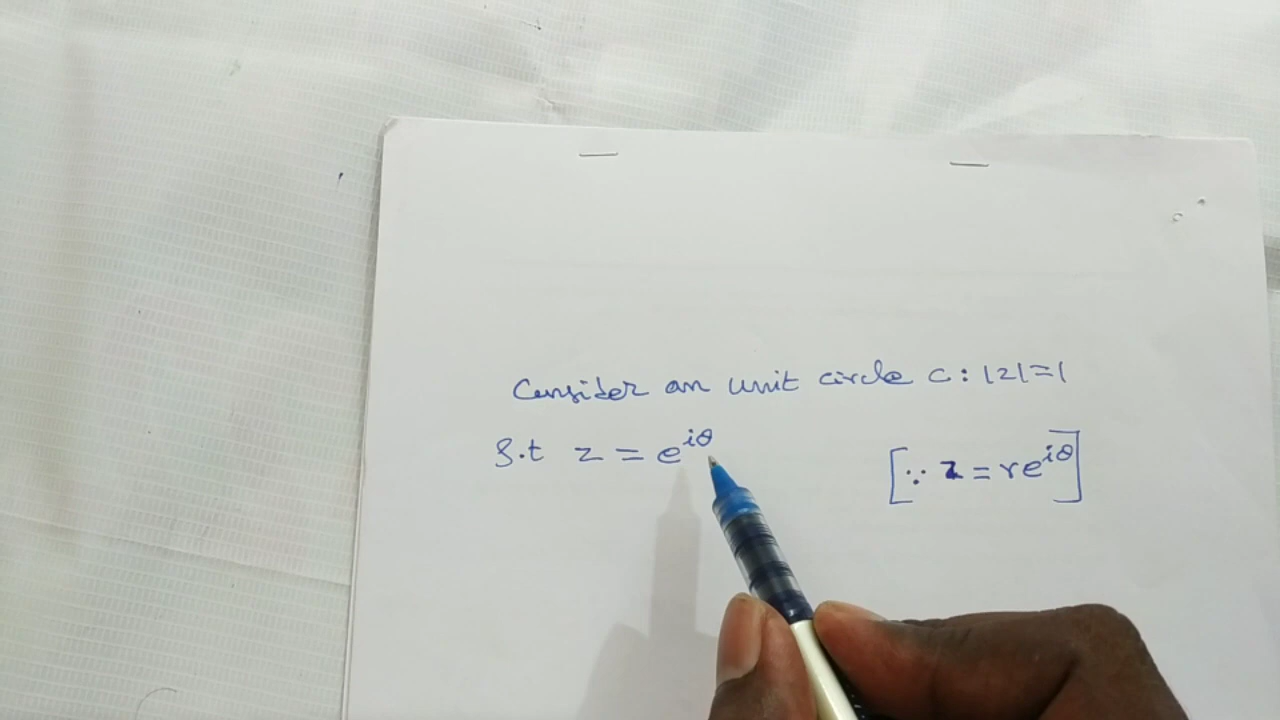 Consider an unit circle C: |z|=1
S.t z = e^{iθ} [∵ z = re^{iθ}]